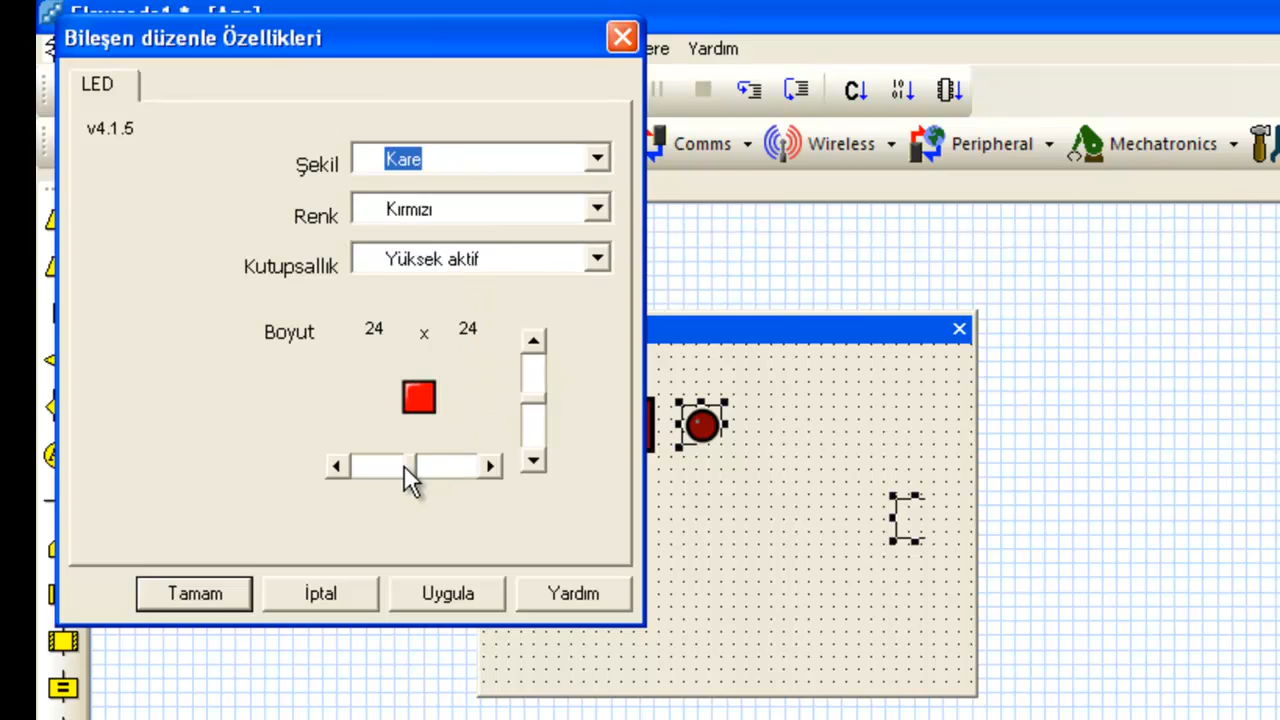 Bileşen düzenle Özellikleri
ere Yardım
LED
v4.1.5
Comms
Wireless
Peripheral
Mechatronics
Şekil
Kare
Renk
Kırmızı
Kutupsallık
Yüksek aktif
Boyut 24 x 24
Tamam
İptal
Uygula
Yardım